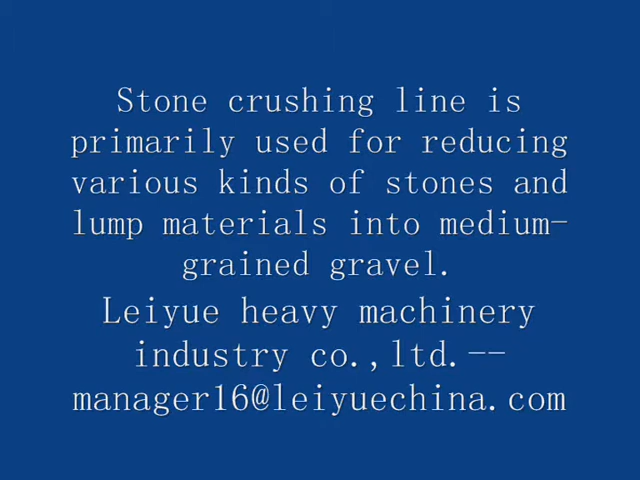 Stone crushing line is
primarily used for reducing
various kinds of stones and
lump materials into medium-
grained gravel.
Leiyue heavy machinery
industry co.,ltd.--
manager16@leiyuechina.com